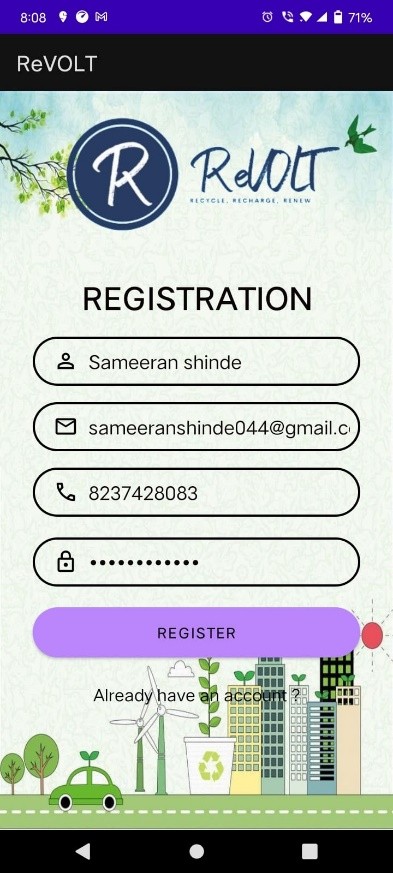 8:08
71%
ReVOLT
R ReVOLT
RECYCLE, RECHARGE, RENEW
REGISTRATION
Sameeran shinde
sameeranshinde044@gmail.c
8237428083
••••••••••••
REGISTER
Already have an account ?